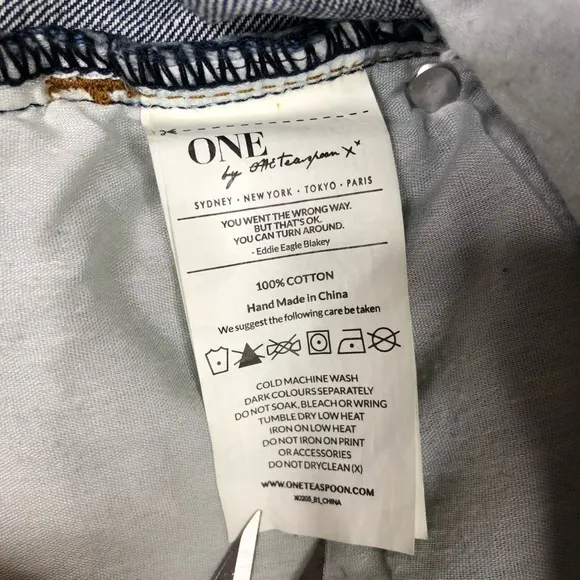 ONE
by One teaspoon x*
SYDNEY • NEW YORK • TOKYO • PARIS
YOU WENT THE WRONG WAY.
BUT THAT'S OK.
YOU CAN TURN AROUND.
- Eddie Eagle Blakey
100% COTTON
Hand Made in China
We suggest the following care be taken
COLD MACHINE WASH
DARK COLOURS SEPARATELY
DO NOT SOAK, BLEACH OR WRING
TUMBLE DRY LOW HEAT
IRON ON LOW HEAT
DO NOT IRON ON PRINT
OR ACCESSORIES
DO NOT DRYCLEAN (X)
WWW.ONETEASPOON.COM
X0205_B1_CHINA